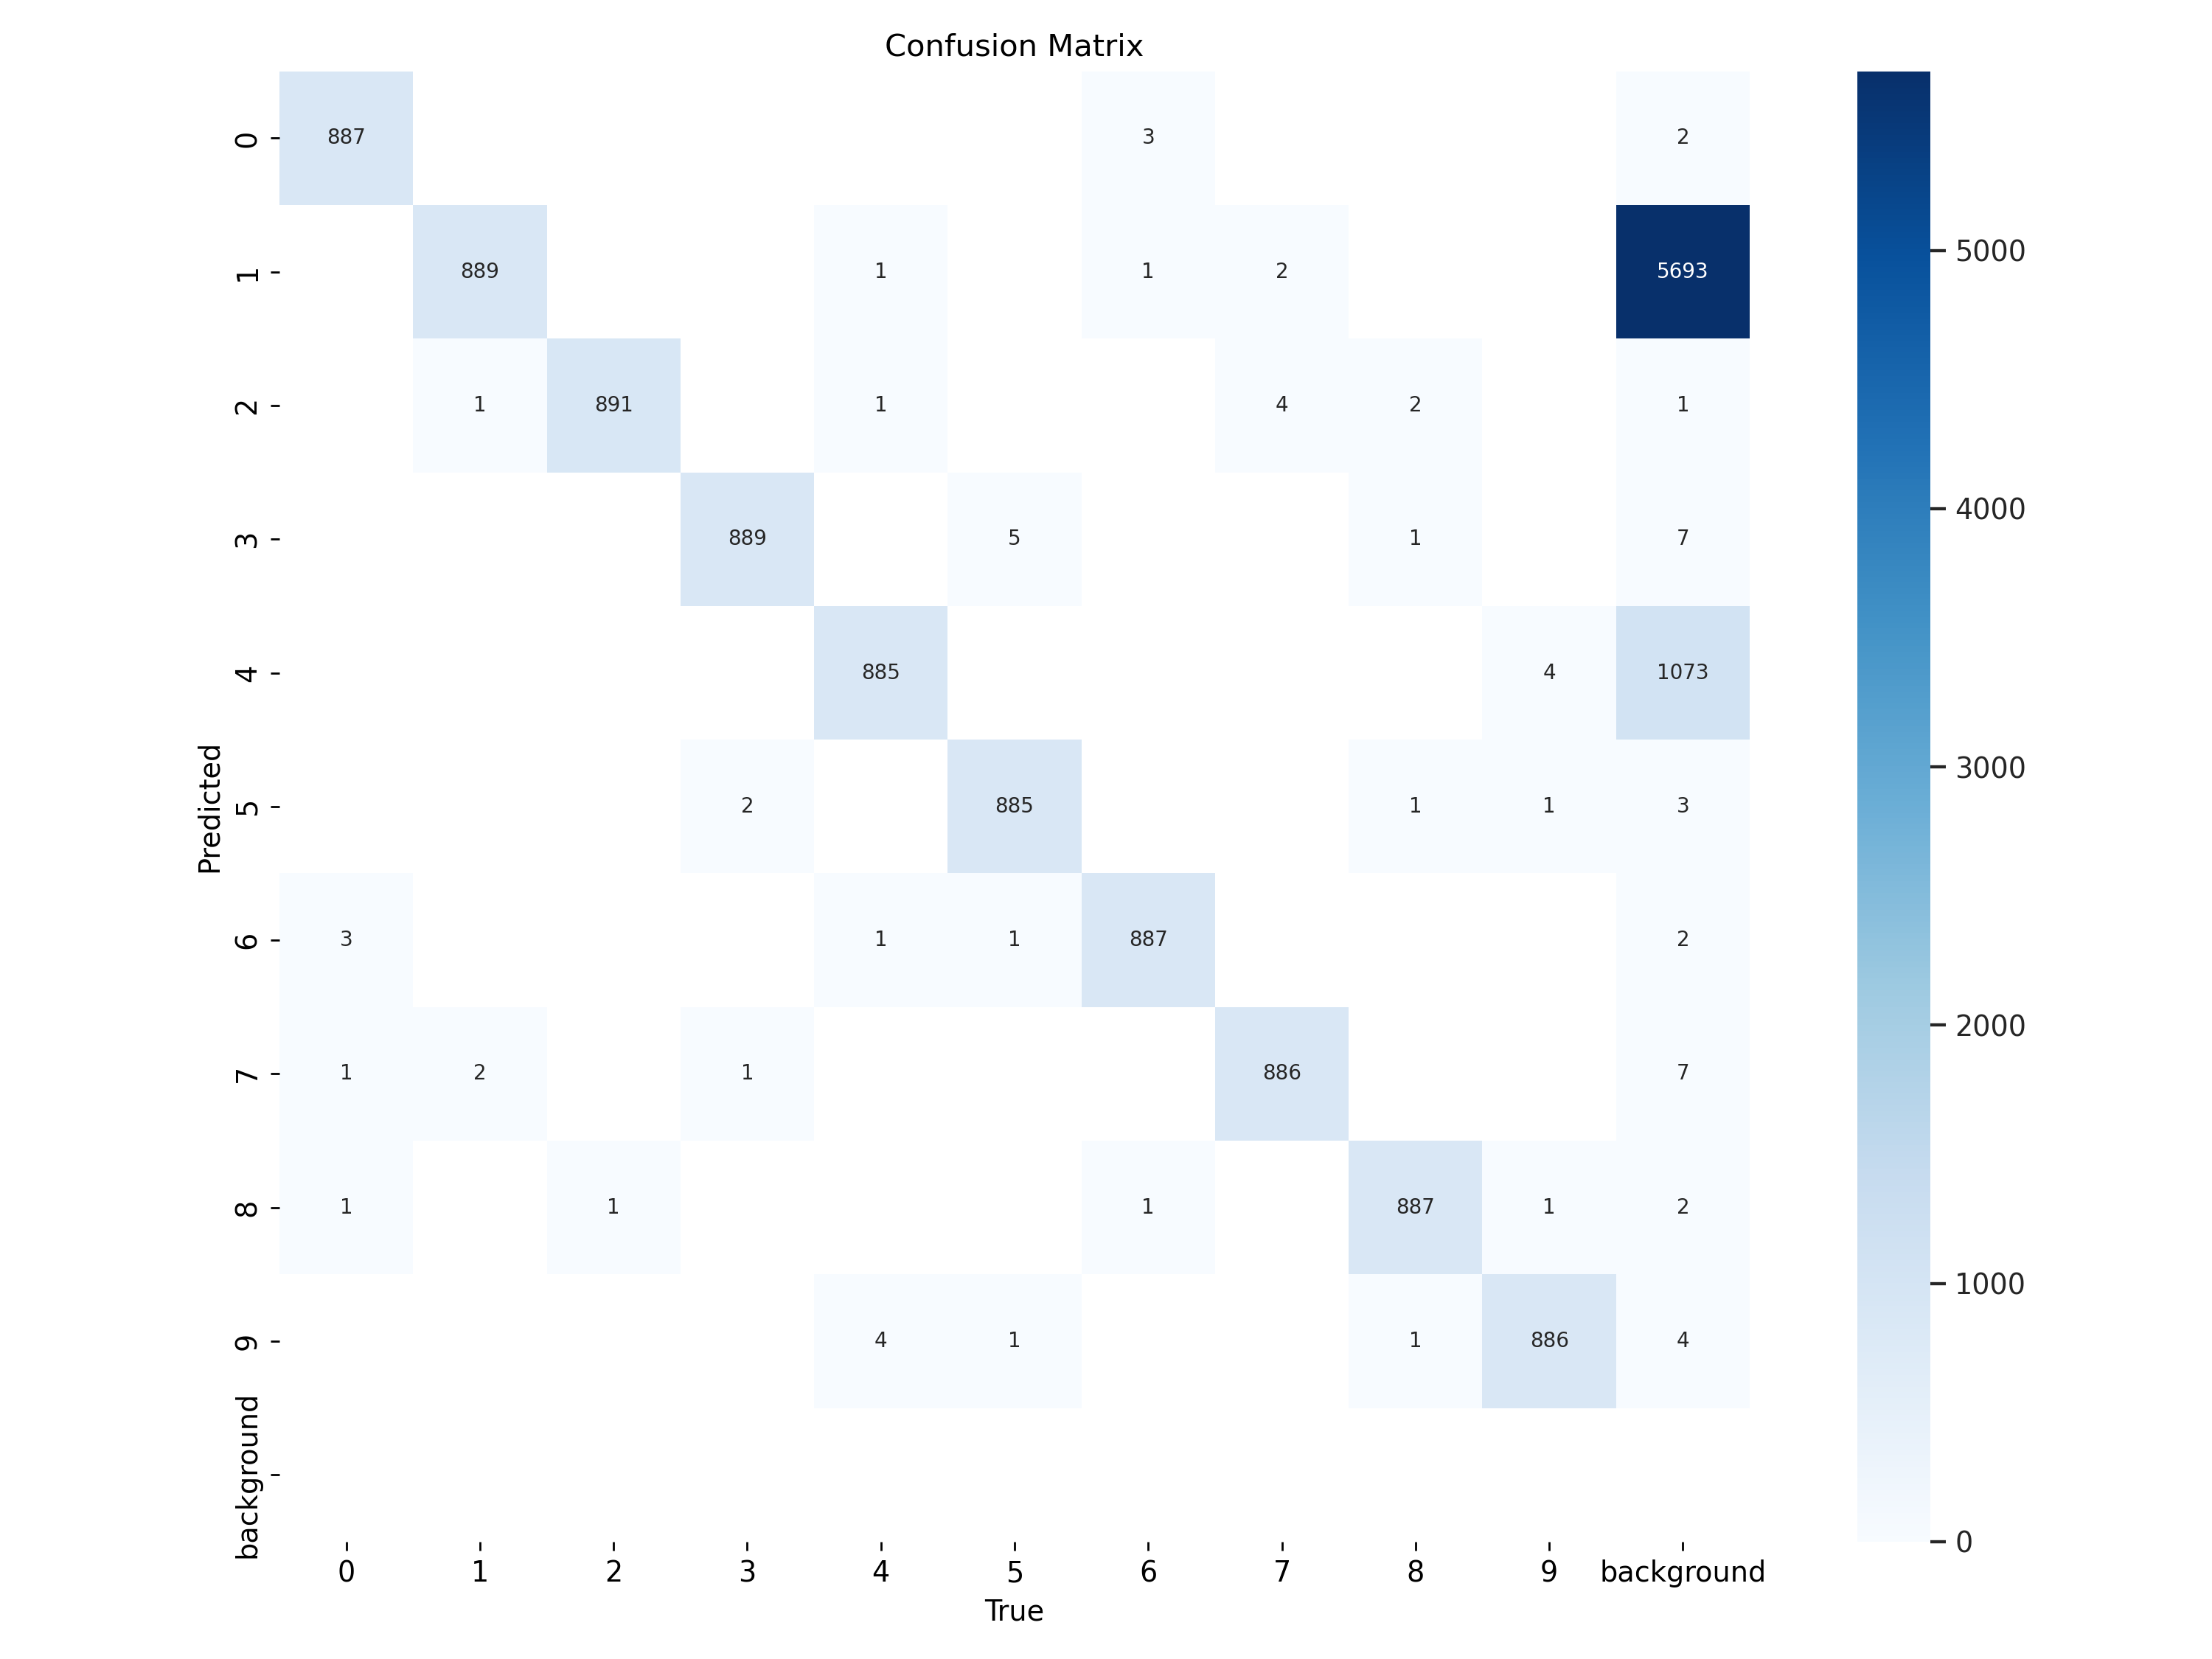 Confusion Matrix
0 887 3 2
1 889 1 1 2 5693
2 1 891 1 4 2 1
3 889 5 1 7
4 885 4 1073
5 2 885 1 1 3
6 3 1 1 887 2
7 1 2 1 886 7
8 1 1 1 887 1 2
9 4 1 1 886 4
background
Predicted
0 1 2 3 4 5 6 7 8 9 background
True
5000
4000
3000
2000
1000
0